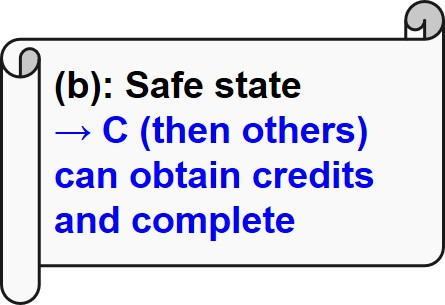 (b): Safe state
→ C (then others)
can obtain credits
and complete